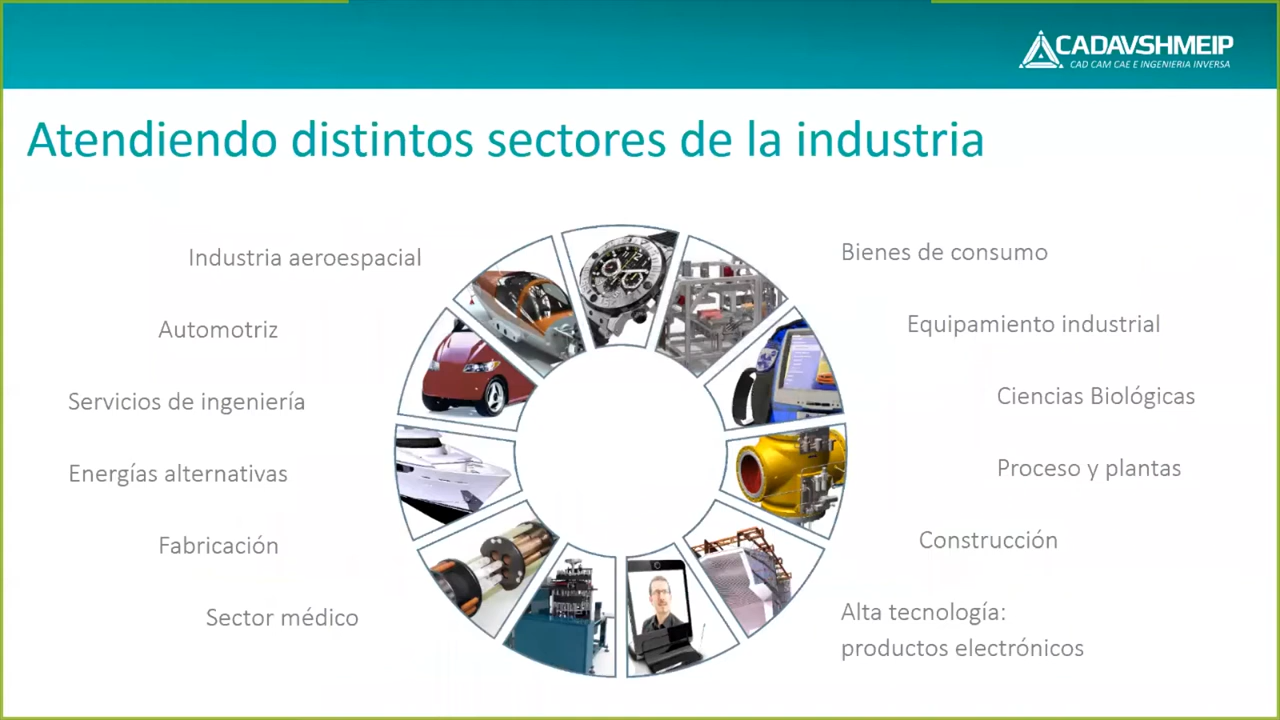 CADAVSHMEIP
CAD CAM CAE E INGENIERIA INVERSA
Atendiendo distintos sectores de la industria
Industria aeroespacial
Automotriz
Servicios de ingeniería
Energías alternativas
Fabricación
Sector médico
Bienes de consumo
Equipamiento industrial
Ciencias Biológicas
Proceso y plantas
Construcción
Alta tecnología:
productos electrónicos